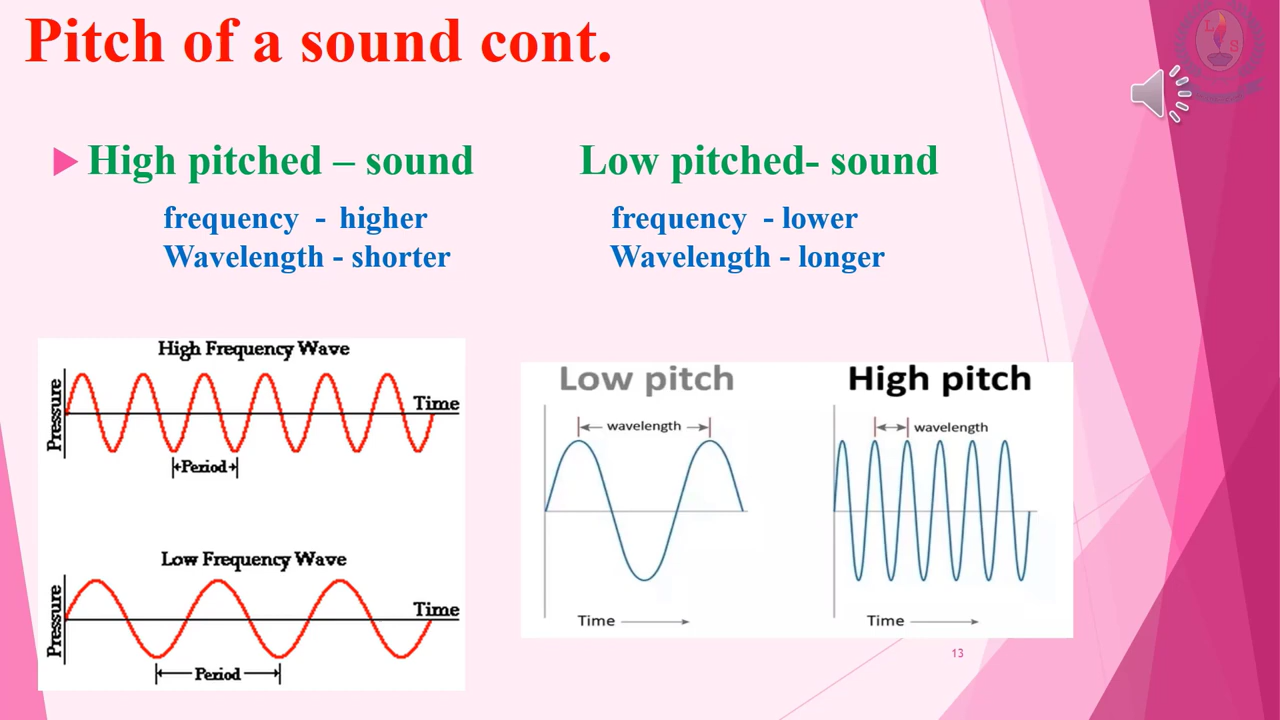 Pitch of a sound cont.
High pitched – sound
frequency - higher
Wavelength - shorter
Low pitched- sound
frequency - lower
Wavelength - longer
High Frequency Wave
Pressure
Time
Period
Low Frequency Wave
Pressure
Time
Period
Low pitch
wavelength
Time
High pitch
wavelength
Time
13
L
S